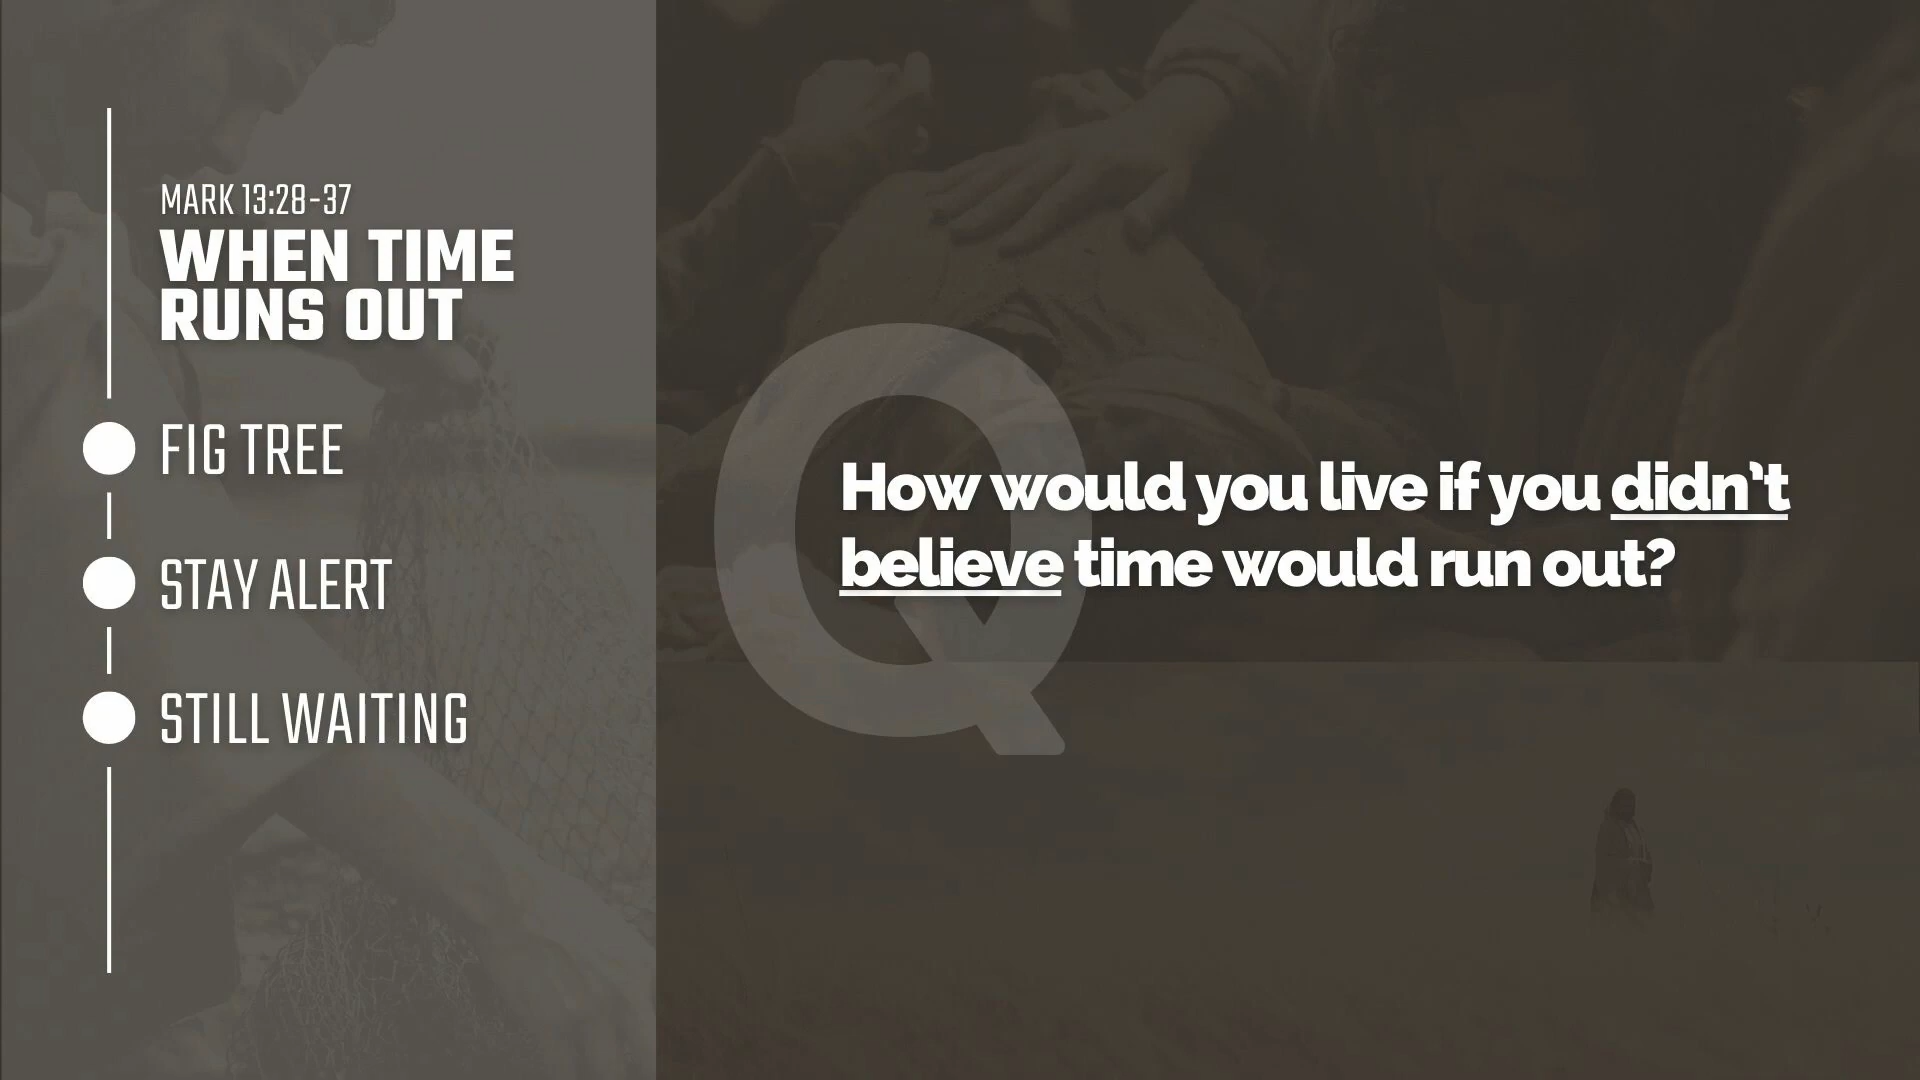 MARK 13:28-37
WHEN TIME
RUNS OUT
FIG TREE
STAY ALERT
STILL WAITING
Q
How would you live if you didn't
believe time would run out?